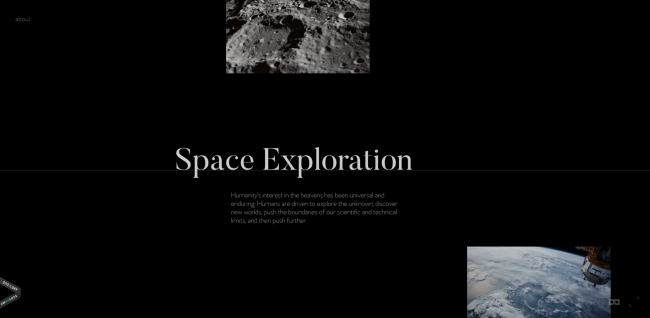 about
Space Exploration
Humanity's interest in the heavens has been universal and
enduring. Humans are driven to explore the unknown, discover
new worlds, push the boundaries of our scientific and technical
limits, and then push further